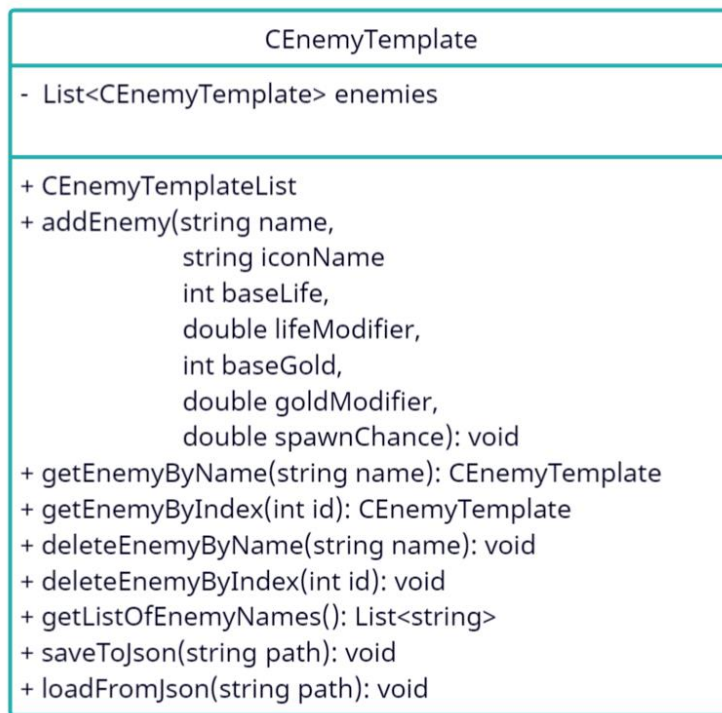 CEnemyTemplate
- List<CEnemyTemplate> enemies
+ CEnemyTemplateList
+ addEnemy(string name,
string iconName
int baseLife,
double lifeModifier,
int baseGold,
double goldModifier,
double spawnChance): void
+ getEnemyByName(string name): CEnemyTemplate
+ getEnemyByIndex(int id): CEnemyTemplate
+ deleteEnemyByName(string name): void
+ deleteEnemyByIndex(int id): void
+ getListOfEnemyNames(): List<string>
+ saveToJson(string path): void
+ loadFromJson(string path): void